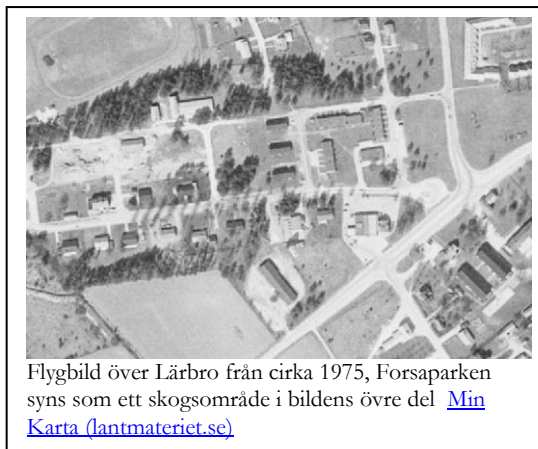 Flygbild över Lärbro från cirka 1975, Forsaparken
syns som ett skogsområde i bildens övre del  Min
Karta (lantmateriet.se)